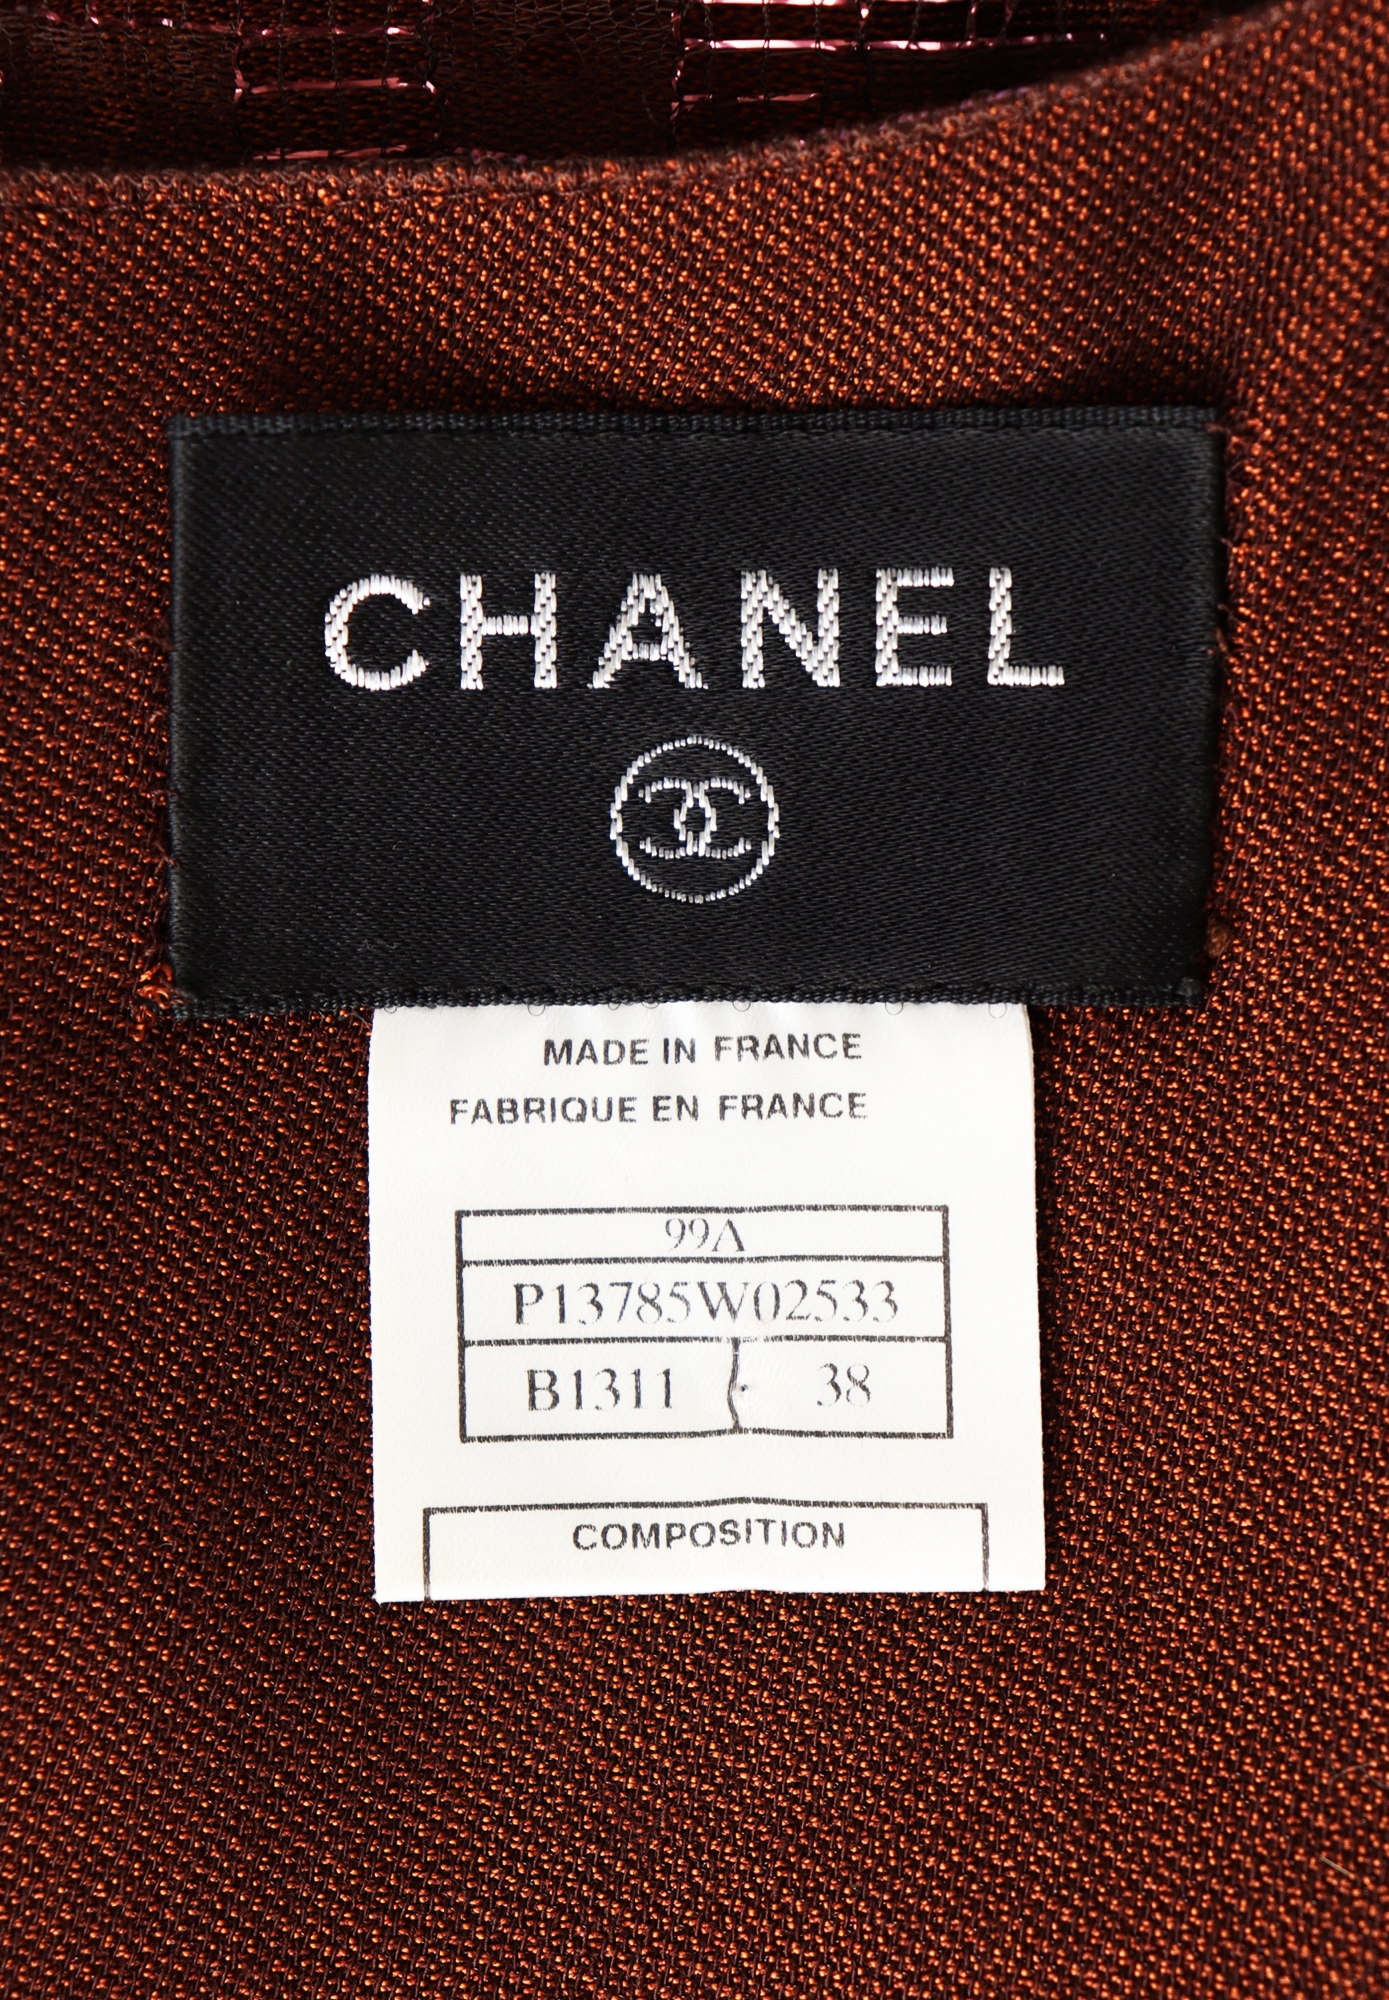 CHANEL
MADE IN FRANCE
FABRIQUE EN FRANCE
99A
P13785W02533
B1311 38
COMPOSITION